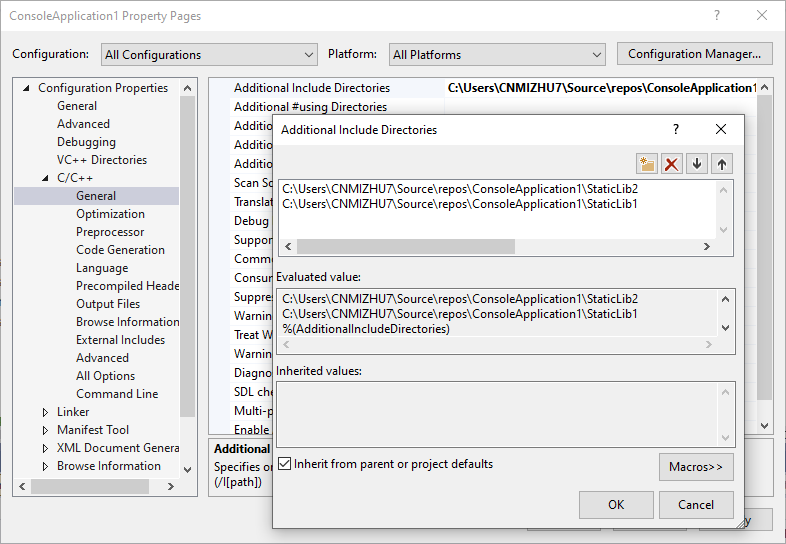 ConsoleApplication1 Property Pages
Configuration: All Configurations Platform: All Platforms Configuration Manager...
Configuration Properties
General
Advanced
Debugging
VC++ Directories
C/C++
General
Optimization
Preprocessor
Code Generation
Language
Precompiled Heade
Output Files
Browse Information
External Includes
Advanced
All Options
Command Line
Linker
Manifest Tool
XML Document Genera
Browse Information
Additional Include Directories C:\Users\CNMIZHU7\Source\repos\ConsoleApplication1
Additional #using Directories
Additio
Additio
Additio
Scan So
Translat
Debug
Suppor
Commo
Consur
Suppre
Warnin
Treat W
Warnin
Diagno
SDL che
Multi-p
Enable
Additional
Specifies on
(/I[path])
Additional Include Directories
C:\Users\CNMIZHU7\Source\repos\ConsoleApplication1\StaticLib2
C:\Users\CNMIZHU7\Source\repos\ConsoleApplication1\StaticLib1
Evaluated value:
C:\Users\CNMIZHU7\Source\repos\ConsoleApplication1\StaticLib2
C:\Users\CNMIZHU7\Source\repos\ConsoleApplication1\StaticLib1
%(AdditionalIncludeDirectories)
Inherited values:
Inherit from parent or project defaults
Macros>>
OK Cancel